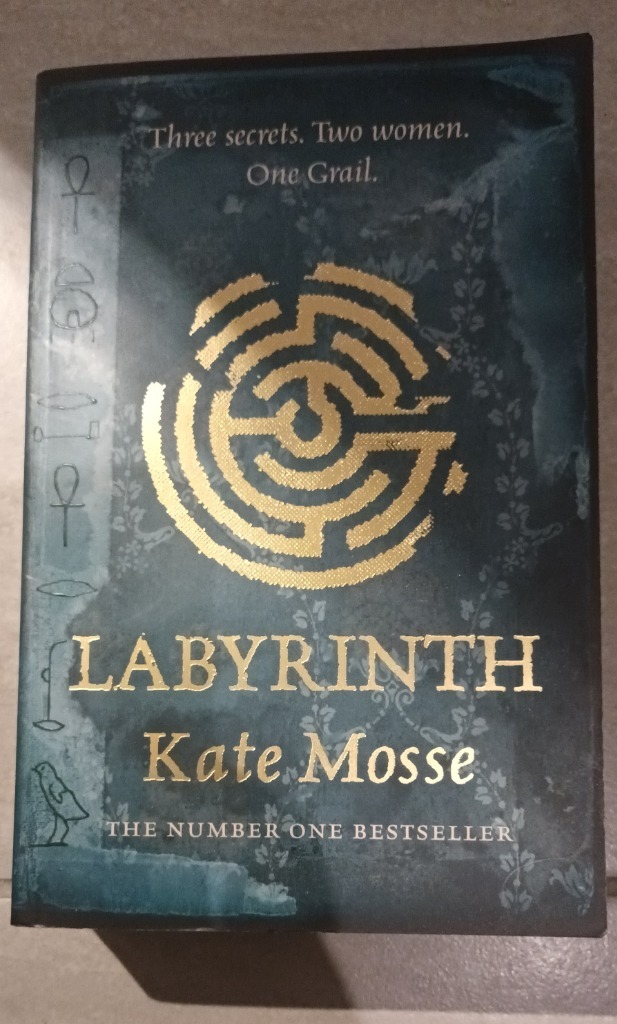 Three secrets. Two women.
One Grail.
LABYRINTH
Kate Mosse
THE NUMBER ONE BESTSELLER